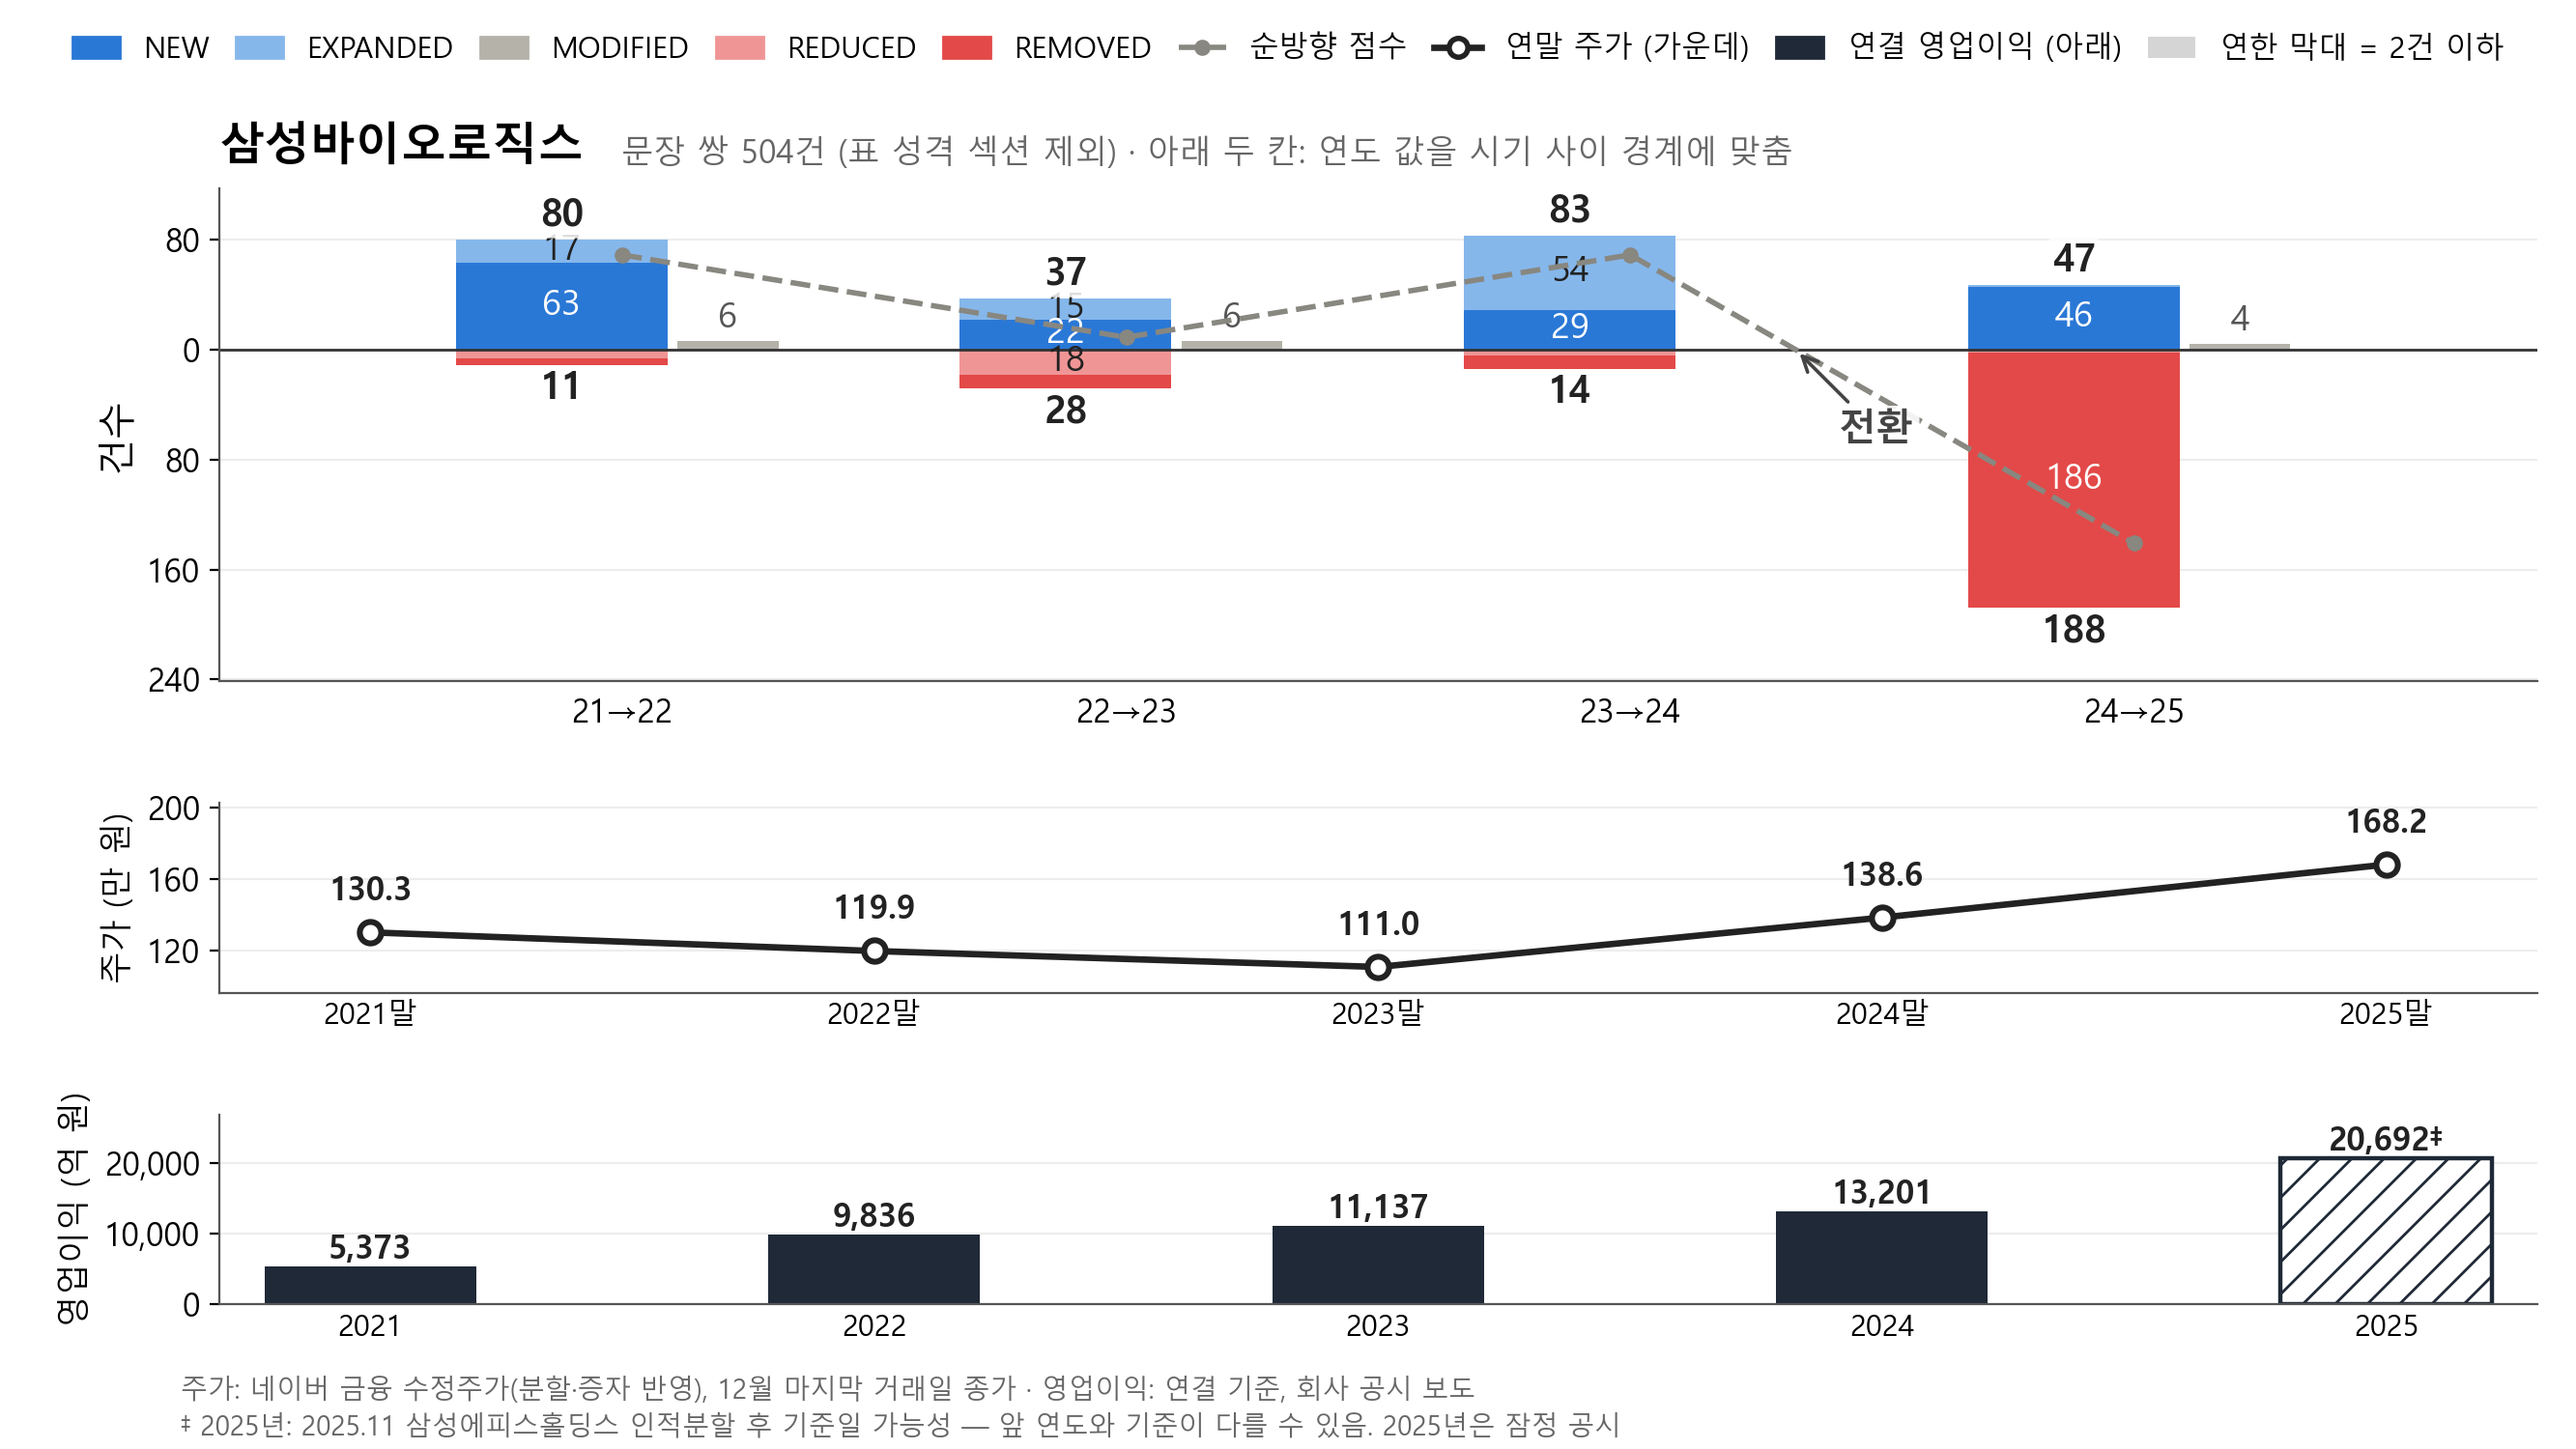 NEW EXPANDED MODIFIED REDUCED REMOVED 순방향 점수 연말 주가 (가운데) 연결 영업이익 (아래) 연한 막대 = 2건 이하
삼성바이오로직스 문장 쌍 504건 (표 성격 섹션 제외) · 아래 두 칸: 연도 값을 시기 사이 경계에 맞춤
건수
80
0
80
160
240
80
17
63
6
11
37
15
22
18
6
28
83
54
29
14
전환
47
46
4
186
188
21→22 22→23 23→24 24→25
주가 (만 원)
200
160
120
130.3 119.9 111.0 138.6 168.2
2021말 2022말 2023말 2024말 2025말
영업이익 (억 원)
20,000
10,000
0
5,373 9,836 11,137 13,201 20,692‡
2021 2022 2023 2024 2025
주가: 네이버 금융 수정주가(분할·증자 반영), 12월 마지막 거래일 종가 · 영업이익: 연결 기준, 회사 공시 보도
‡ 2025년: 2025.11 삼성에피스홀딩스 인적분할 후 기준일 가능성 — 앞 연도와 기준이 다를 수 있음. 2025년은 잠정 공시